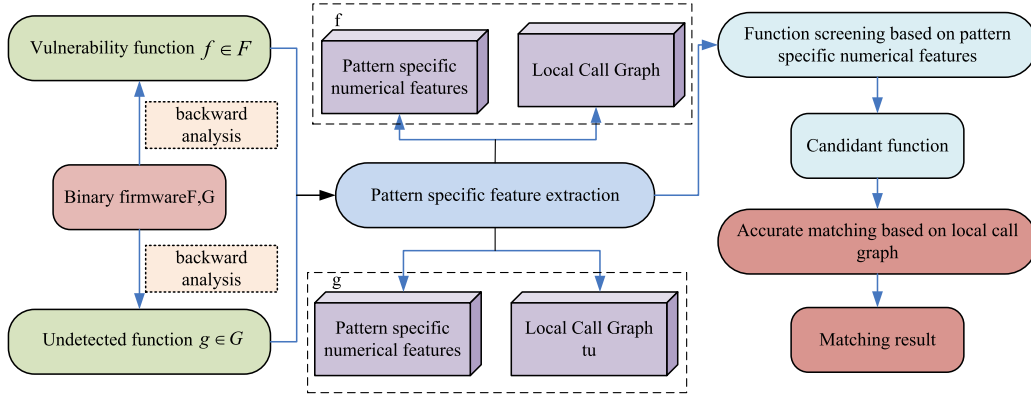 Vulnerability function f ∈ F
backward
analysis
Binary firmwareF,G
backward
analysis
Undetected function g ∈ G
f
Pattern specific
numerical features
Local Call Graph
Pattern specific feature extraction
g
Pattern specific
numerical features
Local Call Graph
tu
Function screening based on pattern
specific numerical features
Candidant function
Accurate matching based on local call
graph
Matching result